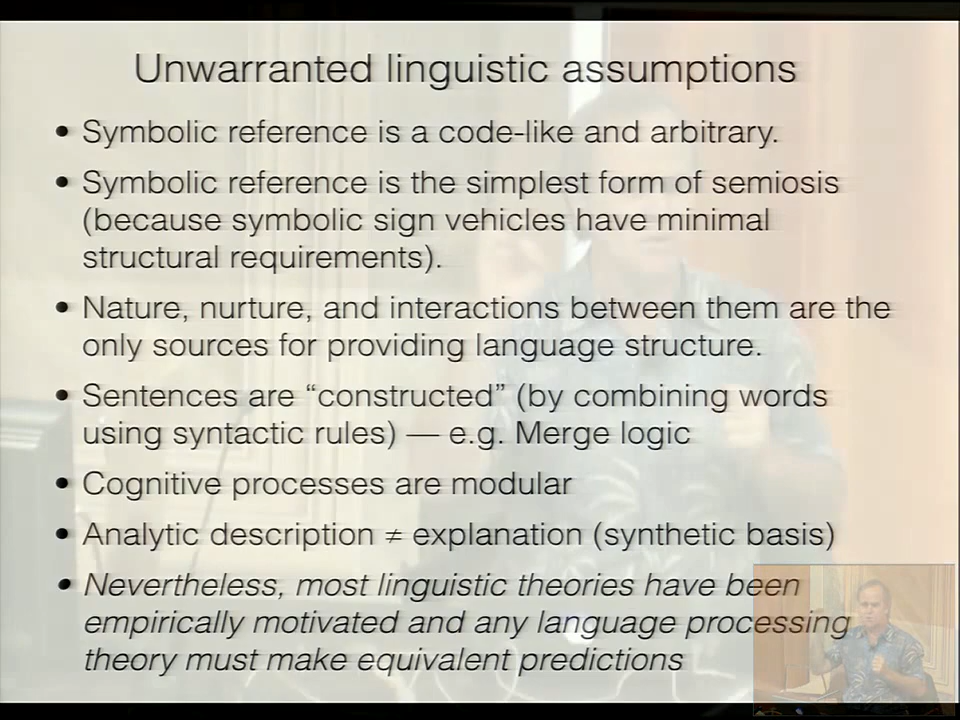 Unwarranted linguistic assumptions
• Symbolic reference is a code-like and arbitrary.
• Symbolic reference is the simplest form of semiosis
(because symbolic sign vehicles have minimal
structural requirements).
• Nature, nurture, and interactions between them are the
only sources for providing language structure.
• Sentences are “constructed” (by combining words
using syntactic rules) — e.g. Merge logic
• Cognitive processes are modular
• Analytic description ≠ explanation (synthetic basis)
• Nevertheless, most linguistic theories have been
empirically motivated and any language processing
theory must make equivalent predictions